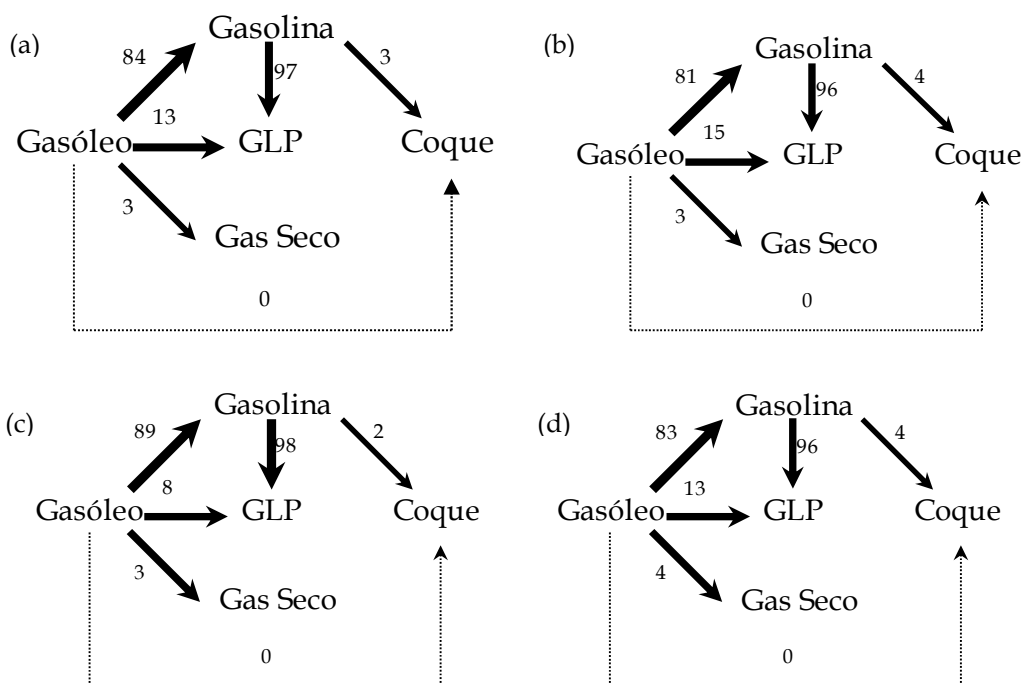 (a)
Gasolina
84
97
3
13
Gasóleo
GLP
Coque
3
Gas Seco
0
(b)
Gasolina
81
96
4
15
Gasóleo
GLP
Coque
3
Gas Seco
0
(c)
Gasolina
89
98
2
8
Gasóleo
GLP
Coque
3
Gas Seco
0
(d)
Gasolina
83
96
4
13
Gasóleo
GLP
Coque
4
Gas Seco
0